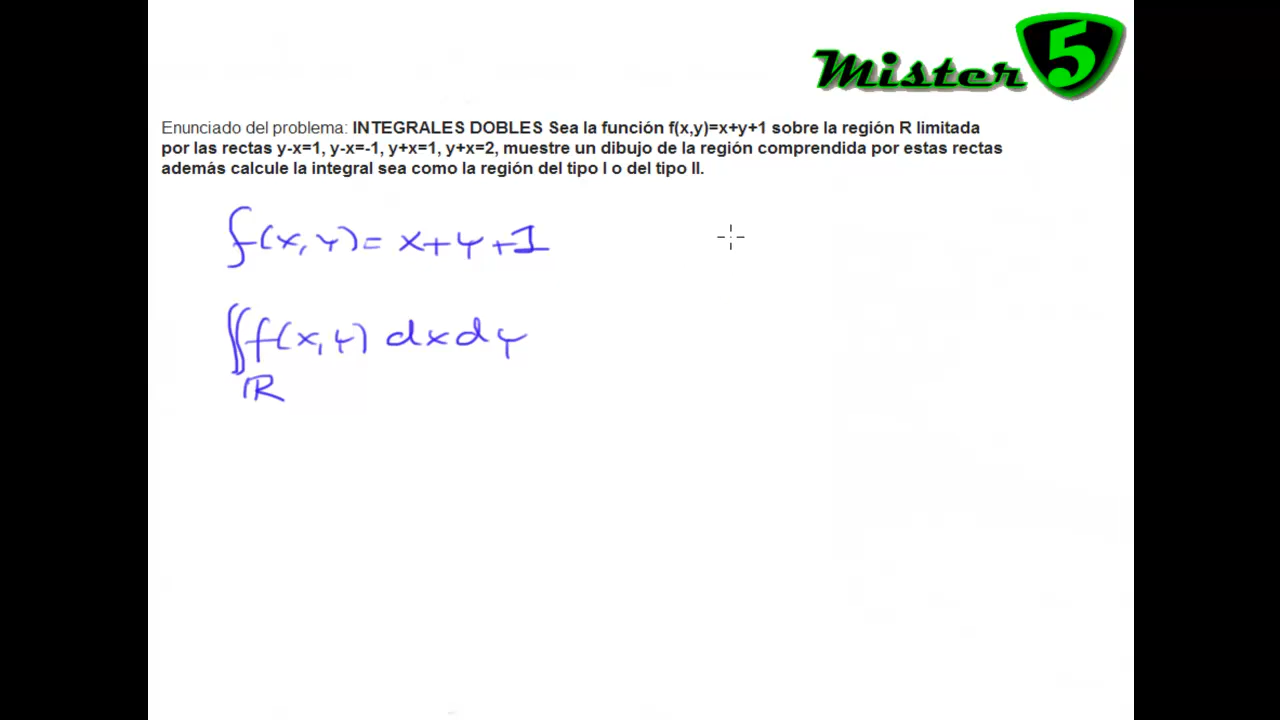 Mister 5
Enunciado del problema: INTEGRALES DOBLES Sea la función f(x,y)=x+y+1 sobre la región R limitada
por las rectas y-x=1, y-x=-1, y+x=1, y+x=2, muestre un dibujo de la región comprendida por estas rectas
además calcule la integral sea como la región del tipo I o del tipo II.
f(x,y)= x+y+1
∬f(x,y) dxdy
R